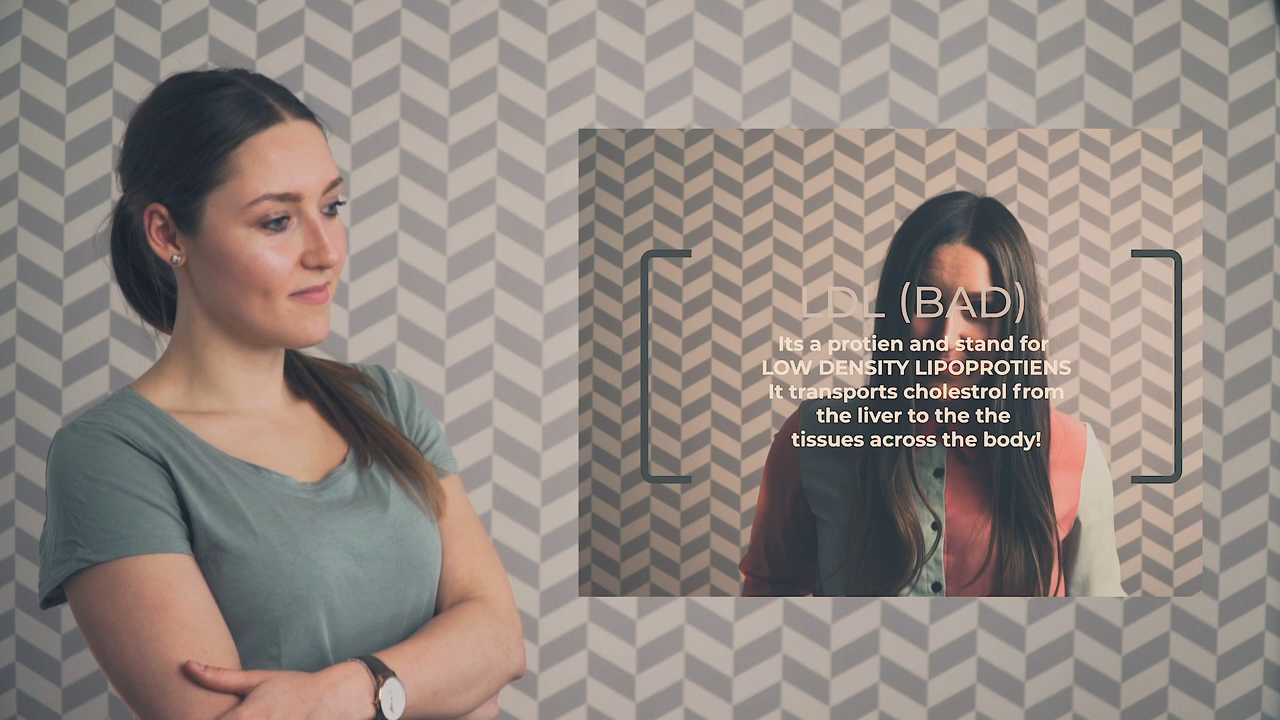 LDL (BAD)
Its a protien and stand for
LOW DENSITY LIPOPROTIENS
It transports cholestrol from
the liver to the the
tissues across the body!